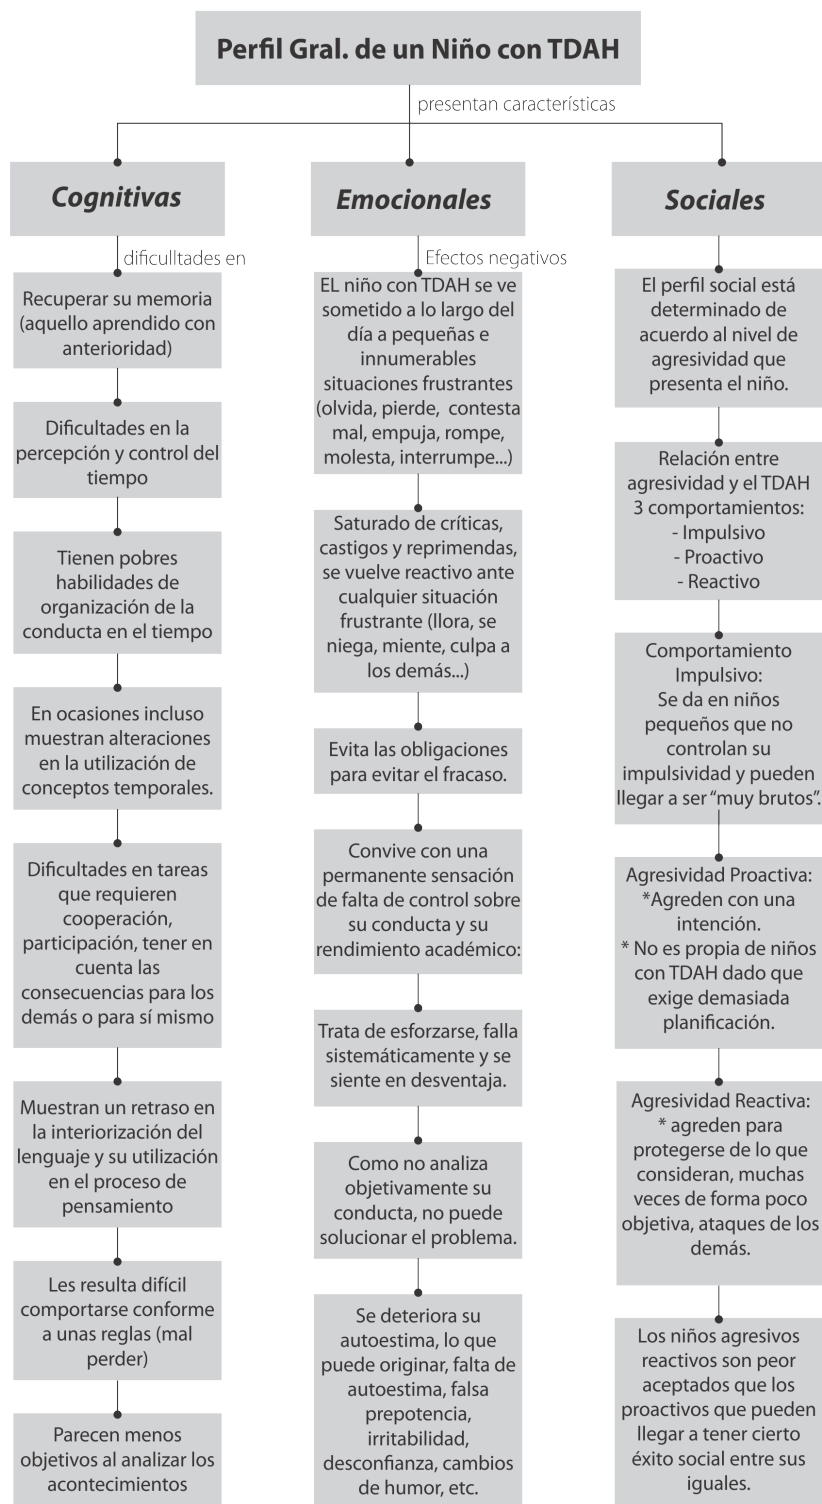 Perfil Gral. de un Niño con TDAH
presentan características
Cognitivas
dificulltades en
Recuperar su memoria
(aquello aprendido con
anterioridad)
Dificultades en la
percepción y control del
tiempo
Tienen pobres
habilidades de
organización de la
conducta en el tiempo
En ocasiones incluso
muestran alteraciones
en la utilización de
conceptos temporales.
Dificultades en tareas
que requieren
cooperación,
participación, tener en
cuenta las
consecuencias para los
demás o para sí mismo
Muestran un retraso en
la interiorización del
lenguaje y su utilización
en el proceso de
pensamiento
Les resulta difícil
comportarse conforme
a unas reglas (mal
perder)
Parecen menos
objetivos al analizar los
acontecimientos
Emocionales
Efectos negativos
EL niño con TDAH se ve
sometido a lo largo del
día a pequeñas e
innumerables
situaciones frustrantes
(olvida, pierde, contesta
mal, empuja, rompe,
molesta, interrumpe...)
Saturado de críticas,
castigos y reprimendas,
se vuelve reactivo ante
cualquier situación
frustrante (llora, se
niega, miente, culpa a
los demás...)
Evita las obligaciones
para evitar el fracaso.
Convive con una
permanente sensación
de falta de control sobre
su conducta y su
rendimiento académico:
Trata de esforzarse, falla
sistemáticamente y se
siente en desventaja.
Como no analiza
objetivamente su
conducta, no puede
solucionar el problema.
Se deteriora su
autoestima, lo que
puede originar, falta de
autoestima, falsa
prepotencia,
irritabilidad,
desconfianza, cambios
de humor, etc.
Sociales
El perfil social está
determinado de
acuerdo al nivel de
agresividad que
presenta el niño.
Relación entre
agresividad y el TDAH
3 comportamientos:
- Impulsivo
- Proactivo
- Reactivo
Comportamiento
Impulsivo:
Se da en niños
pequeños que no
controlan su
impulsividad y pueden
llegar a ser “muy brutos”.
Agresividad Proactiva:
*Agreden con una
intención.
* No es propia de niños
con TDAH dado que
exige demasiada
planificación.
Agresividad Reactiva:
* agreden para
protegerse de lo que
consideran, muchas
veces de forma poco
objetiva, ataques de los
demás.
Los niños agresivos
reactivos son peor
aceptados que los
proactivos que pueden
llegar a tener cierto
éxito social entre sus
iguales.